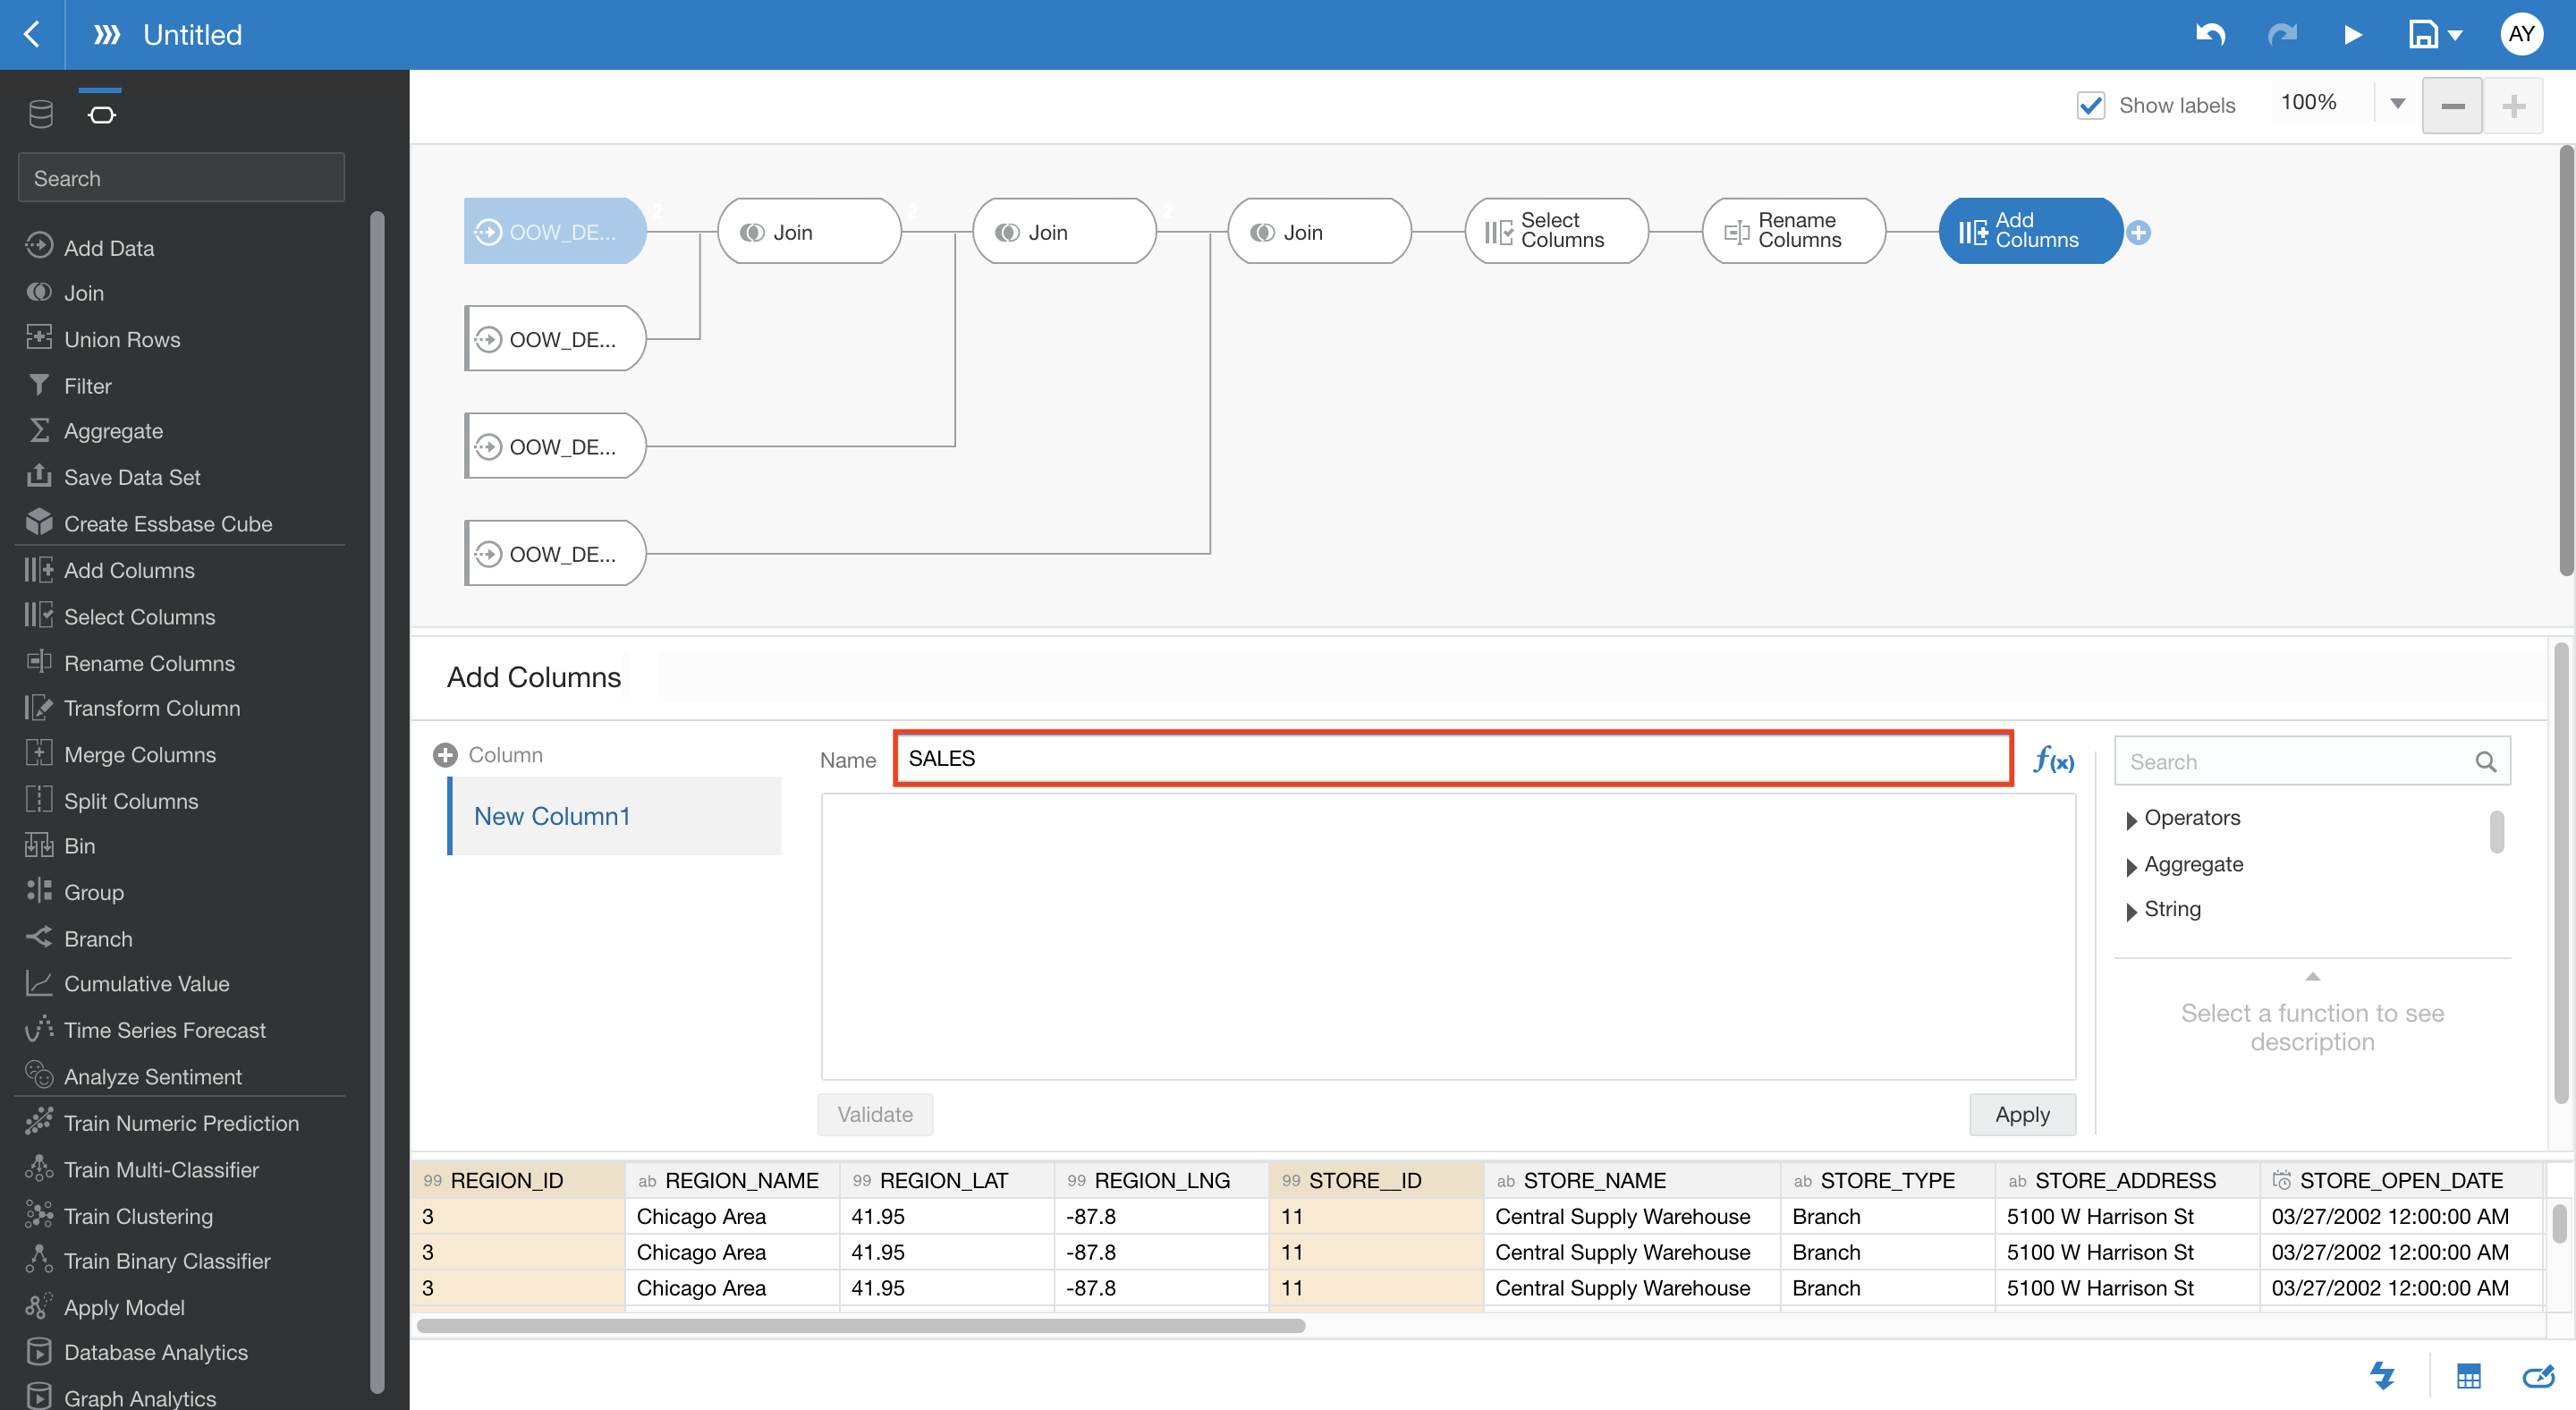 Untitled
AY
Show labels
100%
Search
Add Data
Join
Union Rows
Filter
Aggregate
Save Data Set
Create Essbase Cube
Add Columns
Select Columns
Rename Columns
Transform Column
Merge Columns
Split Columns
Bin
Group
Branch
Cumulative Value
Time Series Forecast
Analyze Sentiment
Train Numeric Prediction
Train Multi-Classifier
Train Clustering
Train Binary Classifier
Apply Model
Database Analytics
Graph Analytics
OOW_DE...
2
Join
2
Join
2
Join
Select
Columns
Rename
Columns
Add
Columns
OOW_DE...
OOW_DE...
OOW_DE...
Add Columns
Column
New Column1
Name
SALES
f(x)
Validate
Apply
Search
Operators
Aggregate
String
Select a function to see
description
99 REGION_ID ab REGION_NAME 99 REGION_LAT 99 REGION_LNG 99 STORE__ID ab STORE_NAME ab STORE_TYPE ab STORE_ADDRESS STORE_OPEN_DATE
3 Chicago Area 41.95 -87.8 11 Central Supply Warehouse Branch 5100 W Harrison St 03/27/2002 12:00:00 AM
3 Chicago Area 41.95 -87.8 11 Central Supply Warehouse Branch 5100 W Harrison St 03/27/2002 12:00:00 AM
3 Chicago Area 41.95 -87.8 11 Central Supply Warehouse Branch 5100 W Harrison St 03/27/2002 12:00:00 AM